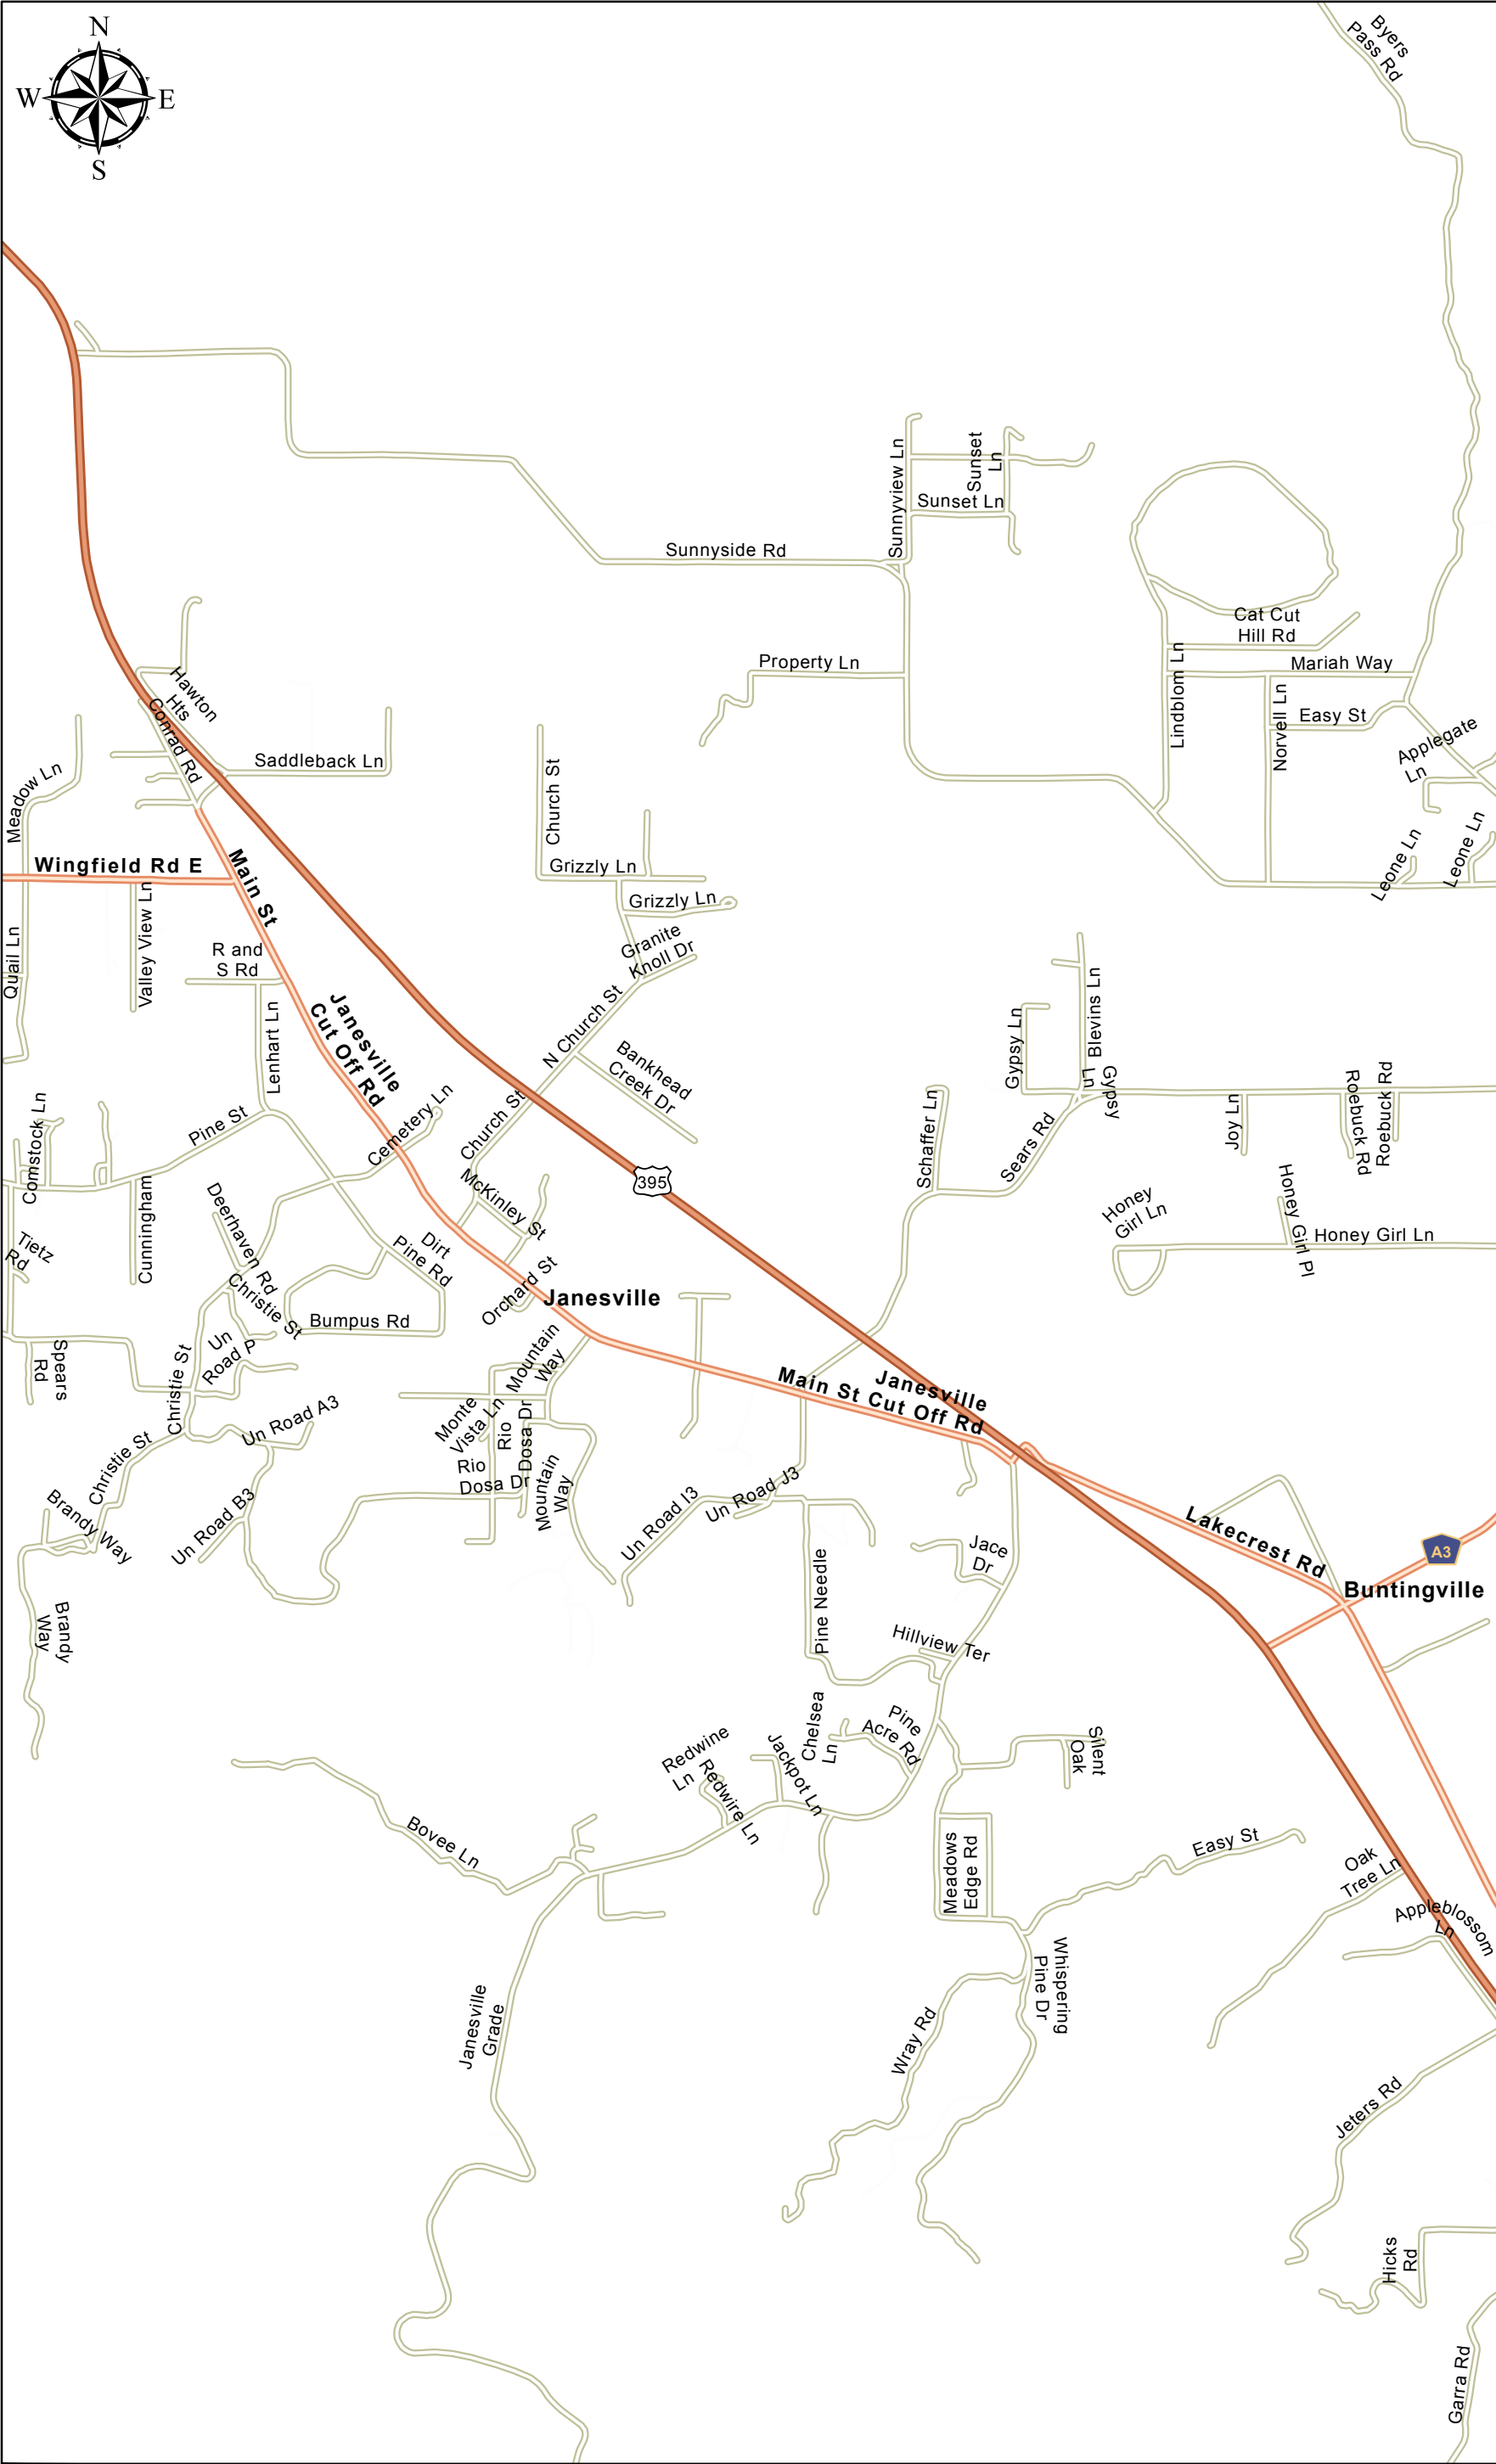 N
W
E
S
Byers
Pass Rd
Sunnyview Ln
Sunset
Ln
Sunset Ln
Sunnyside Rd
Cat Cut
Hill Rd
Property Ln
Mariah Way
Lindblom Ln
Norvell Ln
Easy St
Applegate
Ln
Hawton
Hts
Conrad Rd
Saddleback Ln
Meadow Ln
Church St
Leone Ln
Leone Ln
Wingfield Rd E
Main St
Grizzly Ln
Grizzly Ln
Valley View Ln
Quail Ln
R and
S Rd
Granite
Knoll Dr
Janesville
Cut Off Rd
Lenhart Ln
N Church St
Bankhead
Creek Dr
Blevins Ln
Gypsy Ln
Gypsy
Ln
Cemetery Ln
Church St
Comstock Ln
Pine St
Schaffer Ln
Sears Rd
Joy Ln
Roebuck Rd
Roebuck Rd
395
McKinley St
Cunningham
Deerhaven Rd
Tietz
Rd
Dirt
Pine Rd
Honey
Girl Ln
Honey Girl Pl
Honey Girl Ln
Christie St
Orchard St
Janesville
Bumpus Rd
Un
Road P
Spears
Rd
Christie St
Mountain
Way
Janesville
Main St Cut Off Rd
Un Road A3
Monte
Vista Ln
Rio
Dosa Dr
Christie St
Rio
Dosa Dr
Mountain
Way
Un Road J3
Un Road I3
Brandy Way
Un Road B3
Lakecrest Rd
A3
Buntingville
Jace
Dr
Pine Needle
Brandy
Way
Hillview Ter
Chelsea
Ln
Pine
Acre Rd
Silent
Oak
Redwine
Ln
Redwire Ln
Jackpot Ln
Bovee Ln
Meadows
Edge Rd
Easy St
Oak
Tree Ln
Appleblossom
Ln
Whispering
Pine Dr
Janesville
Grade
Wray Rd
Jeters Rd
Hicks
Rd
Garra Rd